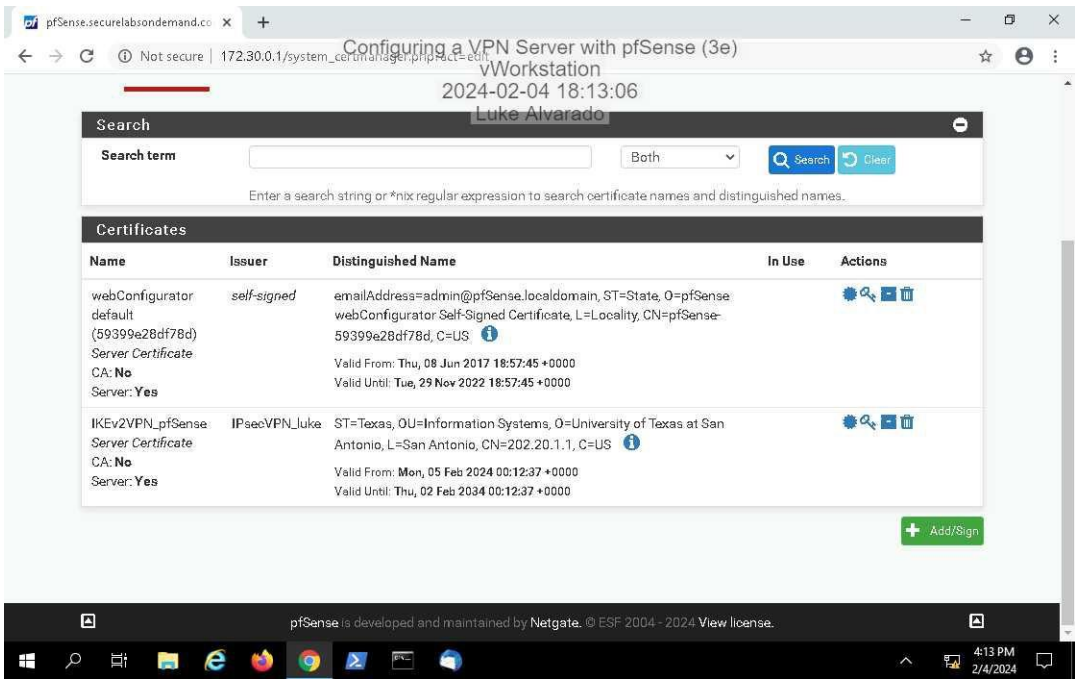 pfSense.securelabsondemand.co
Not secure | 172.30.0.1/system_certmanager.php?act=edit
Configuring a VPN Server with pfSense (3e)
vWorkstation
2024-02-04 18:13:06
Luke Alvarado
Search
Search term
Both
Search
Clear
Enter a search string or *nix regular expression to search certificate names and distinguished names.
Certificates
Name Issuer Distinguished Name In Use Actions
webConfigurator self-signed emailAddress=admin@pfSense.localdomain, ST=State, O=pfSense
default webConfigurator Self-Signed Certificate, L=Locality, CN=pfSense-
(59399e28df78d) 59399e28df78d, C=US
Server Certificate
CA: No Valid From: Thu, 08 Jun 2017 18:57:45 +0000
Server: Yes Valid Until: Tue, 29 Nov 2022 18:57:45 +0000
IKEv2VPN_pfSense IPsecVPN_luke ST=Texas, OU=Information Systems, O=University of Texas at San
Server Certificate Antonio, L=San Antonio, CN=202.20.1.1, C=US
CA: No Valid From: Mon, 05 Feb 2024 00:12:37 +0000
Server: Yes Valid Until: Thu, 02 Feb 2034 00:12:37 +0000
Add/Sign
pfSense is developed and maintained by Netgate. © ESF 2004 - 2024 View license.
4:13 PM
2/4/2024